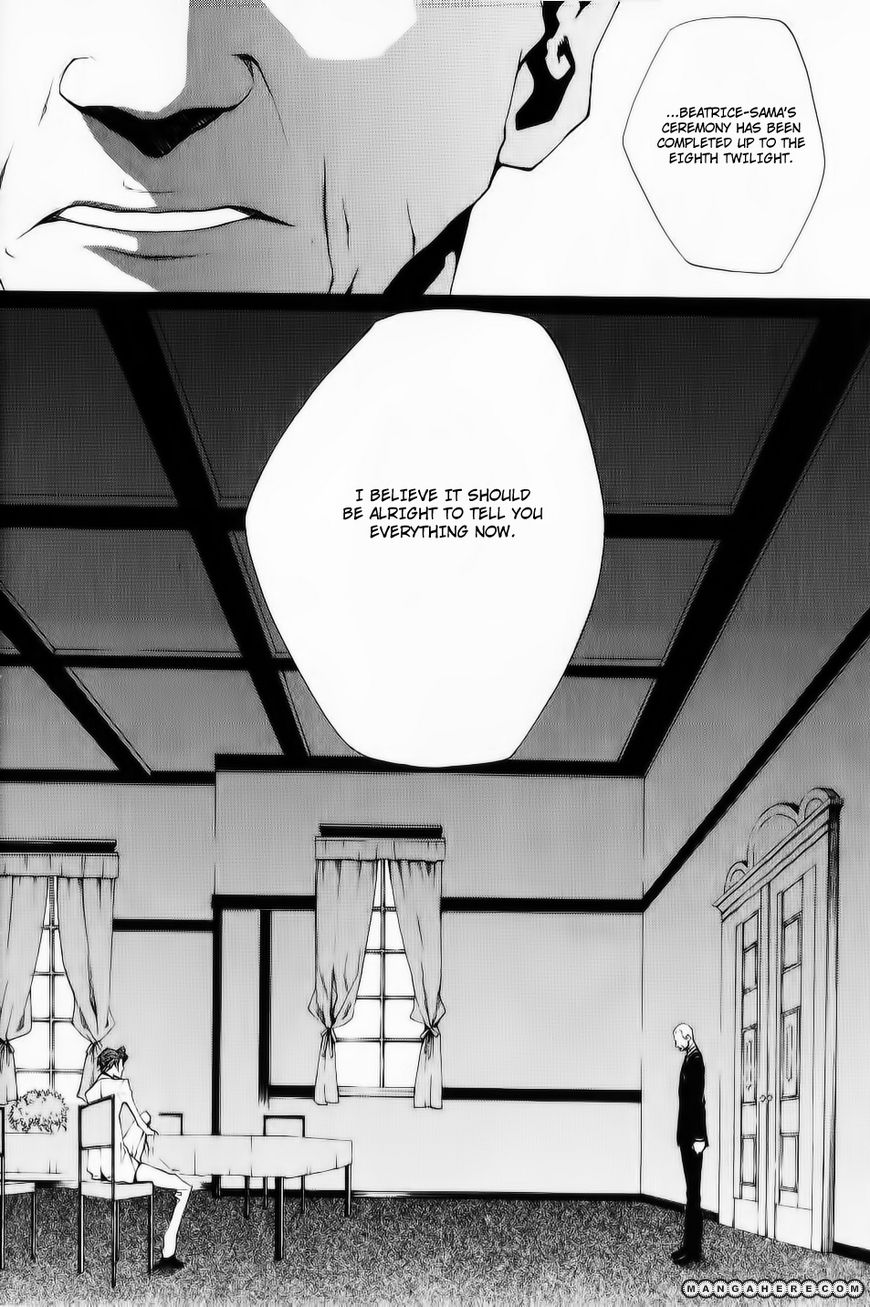 ...BEATRICE-SAMA'S
CEREMONY HAS BEEN
COMPLETED UP TO THE
EIGHTH TWILIGHT.
I BELIEVE IT SHOULD
BE ALRIGHT TO TELL YOU
EVERYTHING NOW.
MANGAHERE.COM